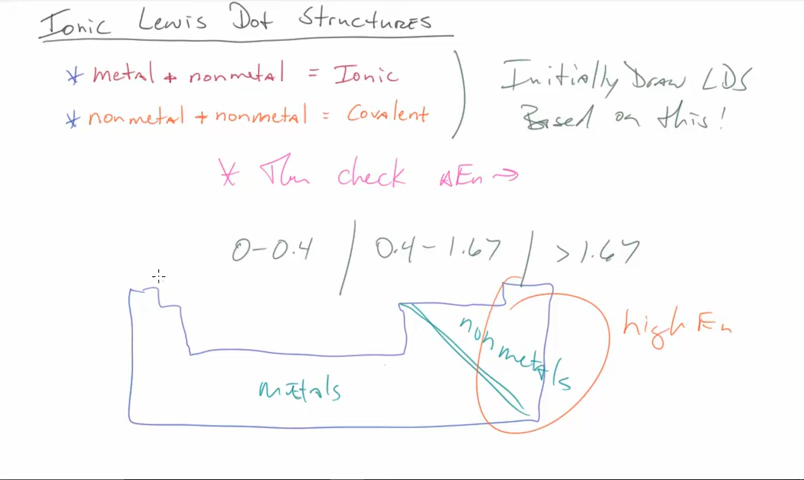 Ionic Lewis Dot Structures
* metal + nonmetal = Ionic
* nonmetal + nonmetal = Covalent
Initially Draw LDS
Based on this!
* Then check ΔEn →
0-0.4 / 0.4-1.67 / >1.67
nonmetals
high En
metals